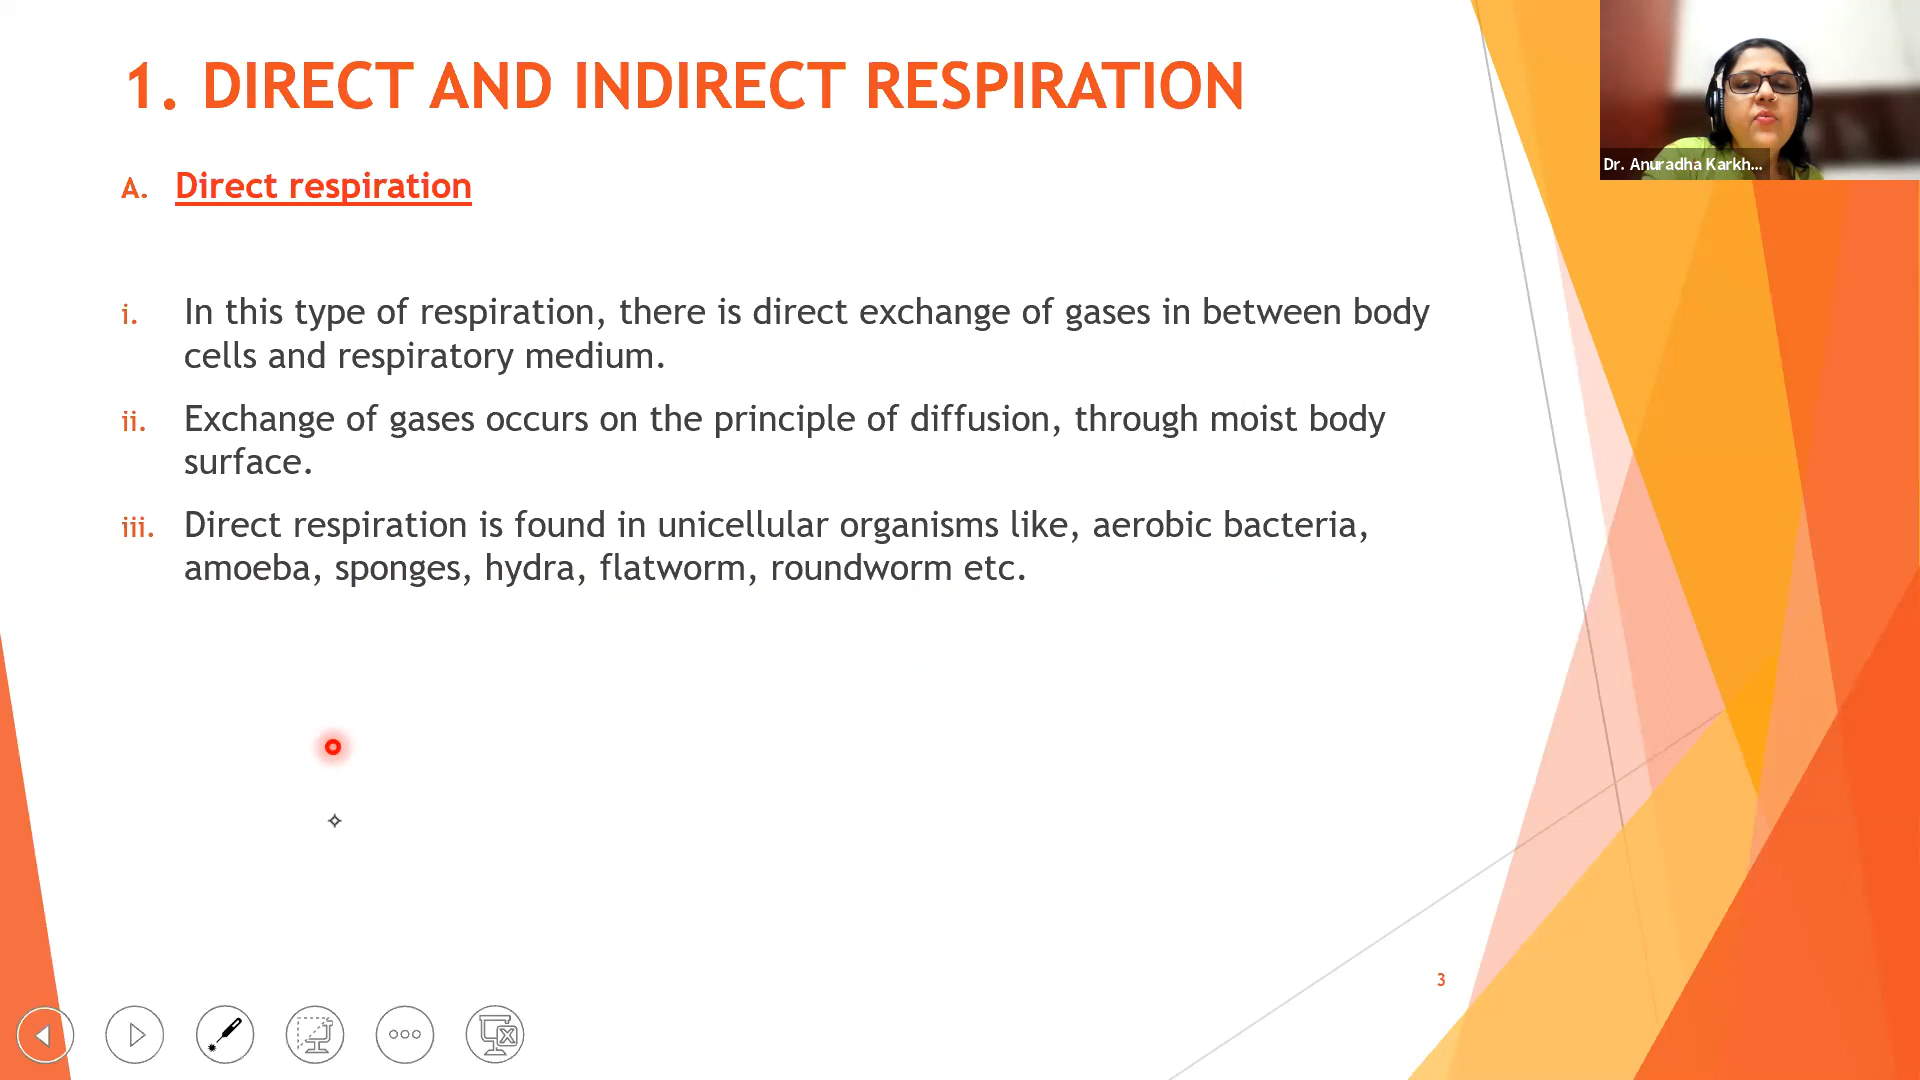 1. DIRECT AND INDIRECT RESPIRATION
Dr. Anuradha Karkh...
A. Direct respiration
i. In this type of respiration, there is direct exchange of gases in between body
cells and respiratory medium.
ii. Exchange of gases occurs on the principle of diffusion, through moist body
surface.
iii. Direct respiration is found in unicellular organisms like, aerobic bacteria,
amoeba, sponges, hydra, flatworm, roundworm etc.
3